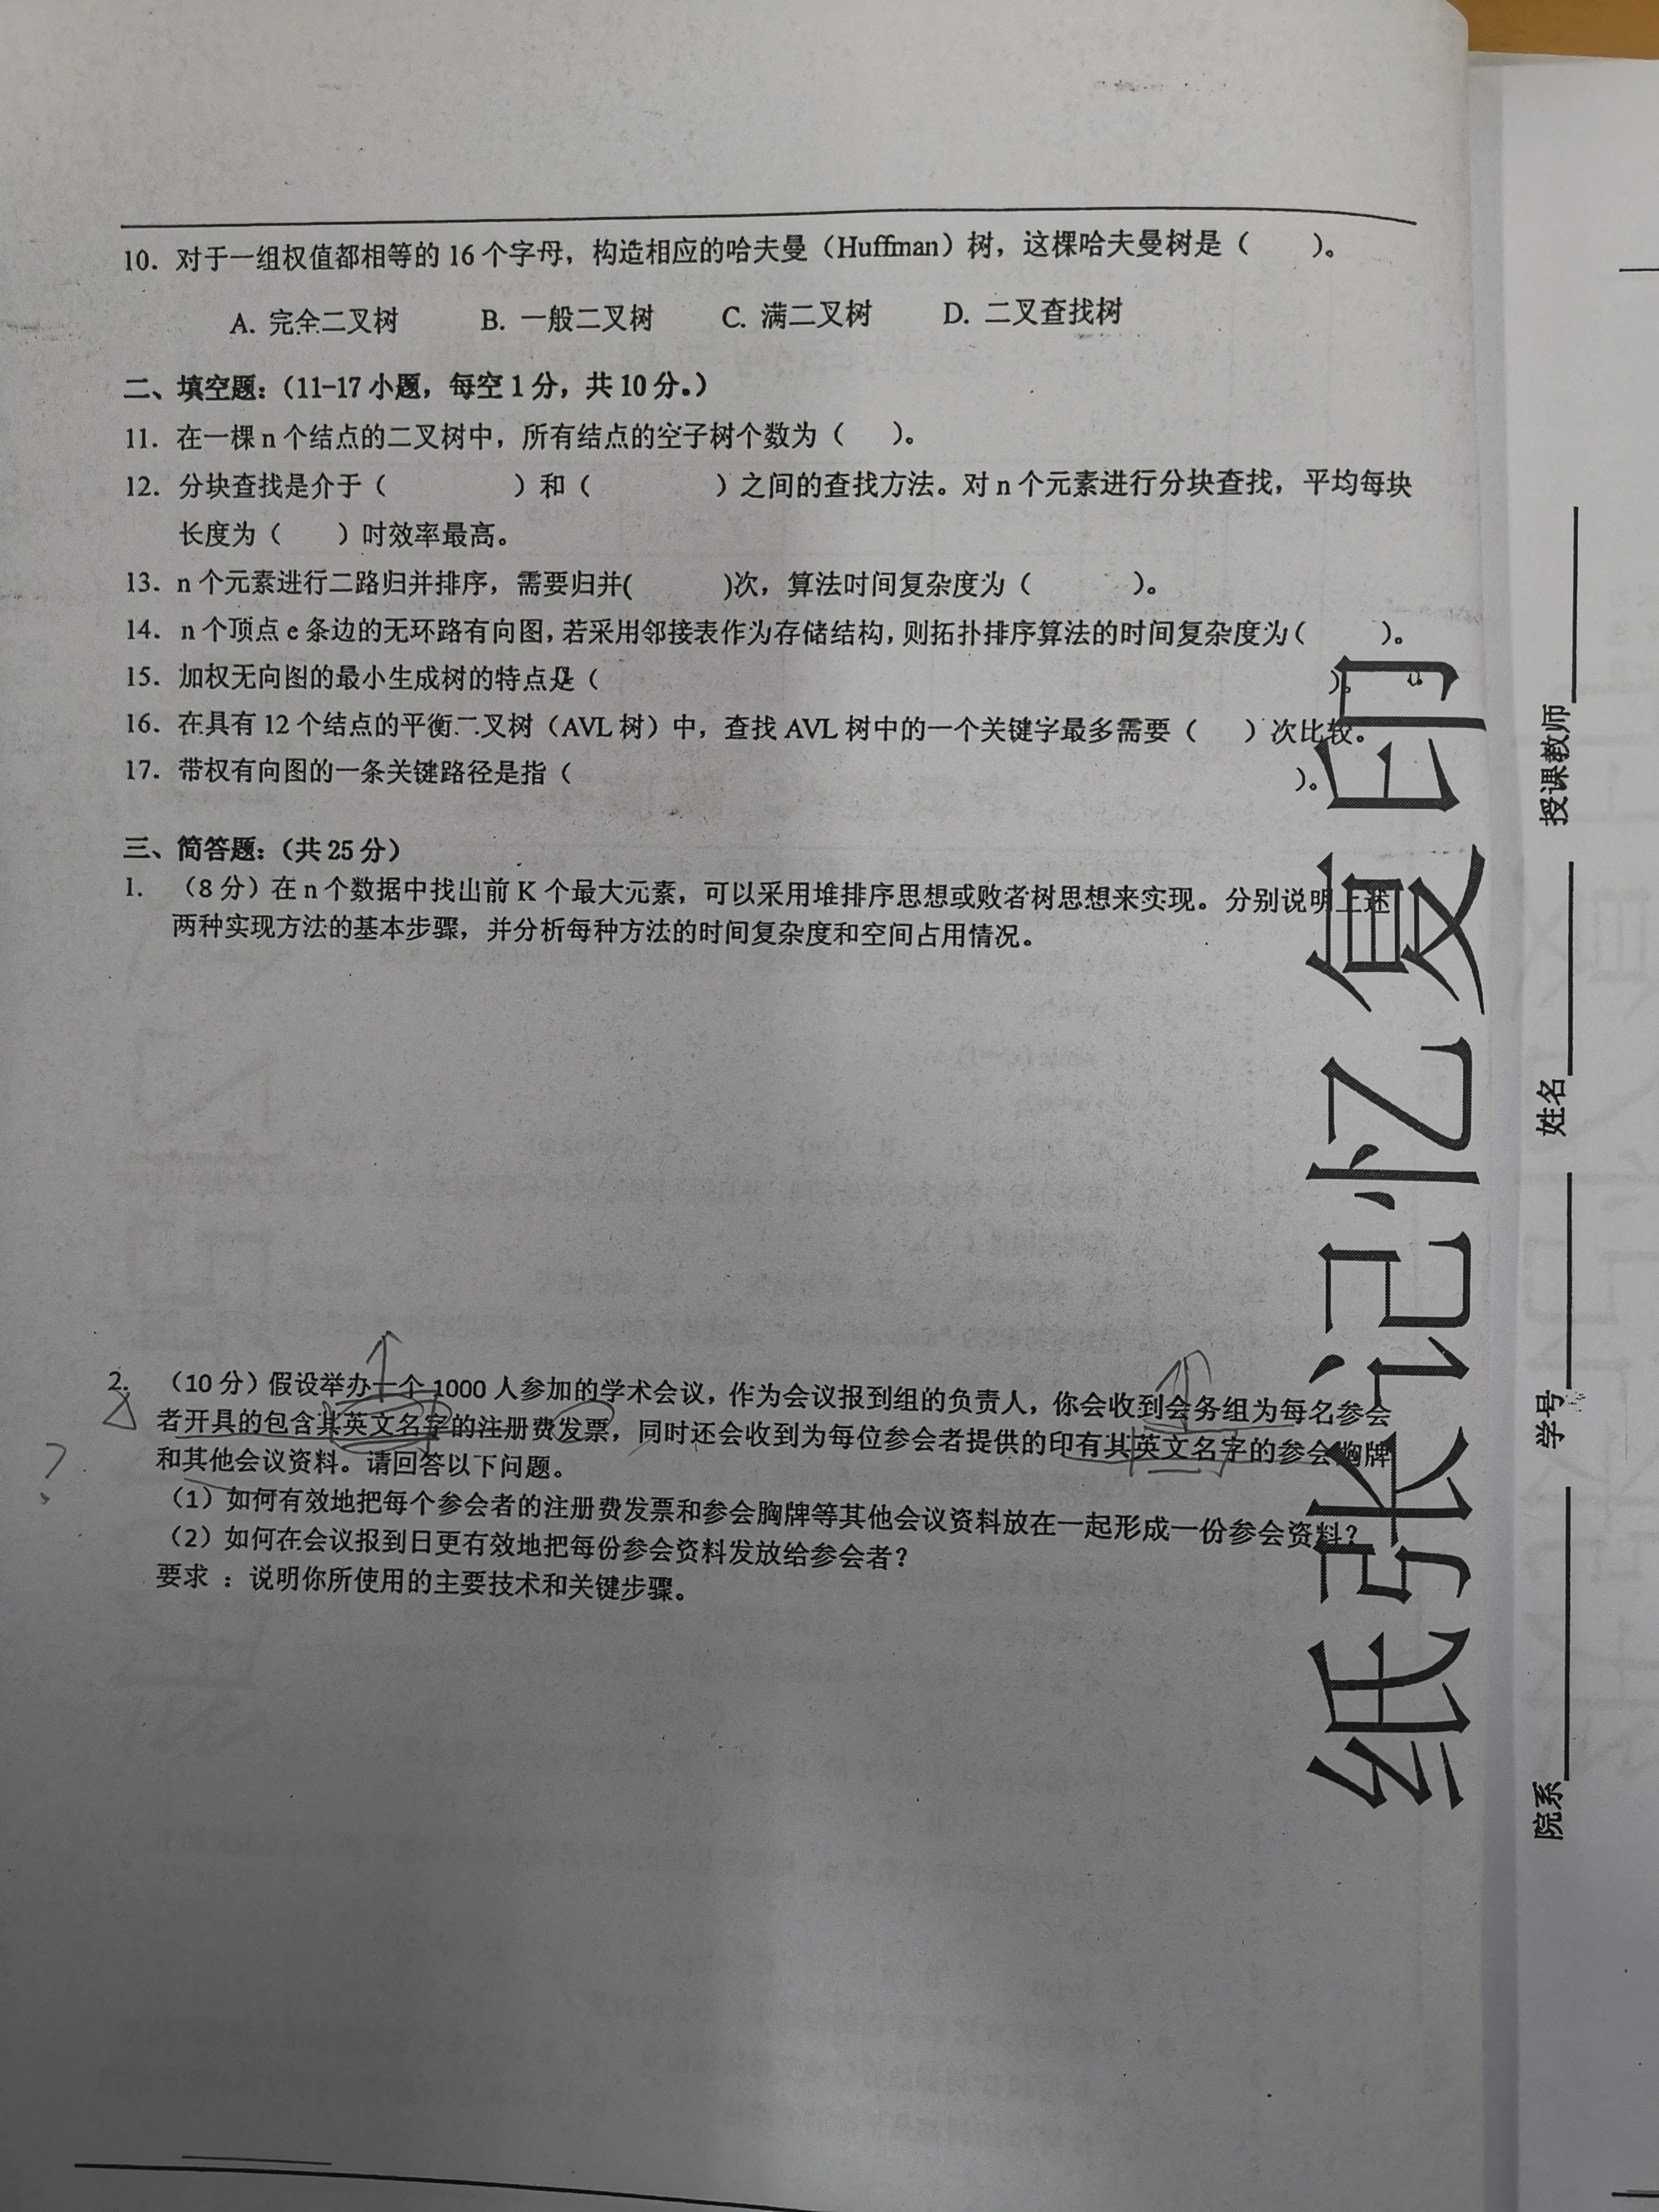 10. 对于一组权值都相等的 16 个字母，构造相应的哈夫曼（Huffman）树，这棵哈夫曼树是（ ）。
A. 完全二叉树 B. 一般二叉树 C. 满二叉树 D. 二叉查找树
二、填空题:（11-17 小题，每空 1 分，共 10 分。）
11. 在一棵 n 个结点的二叉树中，所有结点的空子树个数为（ ）。
12. 分块查找是介于（ ）和（ ）之间的查找方法。对 n 个元素进行分块查找，平均每块
长度为（ ）时效率最高。
13. n 个元素进行二路归并排序，需要归并( )次，算法时间复杂度为（ ）。
14. n 个顶点 e 条边的无环路有向图，若采用邻接表作为存储结构，则拓扑排序算法的时间复杂度为（ ）。
15. 加权无向图的最小生成树的特点是（ ）。
16. 在具有 12 个结点的平衡二叉树（AVL 树）中，查找 AVL 树中的一个关键字最多需要（ ）次比较。
17. 带权有向图的一条关键路径是指（ ）。
三、简答题:（共 25 分）
1. （8 分）在 n 个数据中找出前 K 个最大元素，可以采用堆排序思想或败者树思想来实现。分别说明上述
两种实现方法的基本步骤，并分析每种方法的时间复杂度和空间占用情况。
2. （10 分）假设举办一个 1000 人参加的学术会议，作为会议报到组的负责人，你会收到会务组为每名参会
者开具的包含其英文名字的注册费发票，同时还会收到为每位参会者提供的印有其英文名字的参会胸牌
和其他会议资料。请回答以下问题。
？
（1）如何有效地把每个参会者的注册费发票和参会胸牌等其他会议资料放在一起形成一份参会资料？
（2）如何在会议报到日更有效地把每份参会资料发放给参会者？
要求 ：说明你所使用的主要技术和关键步骤。
纸张记忆复印
院系 学号 姓名 授课教师